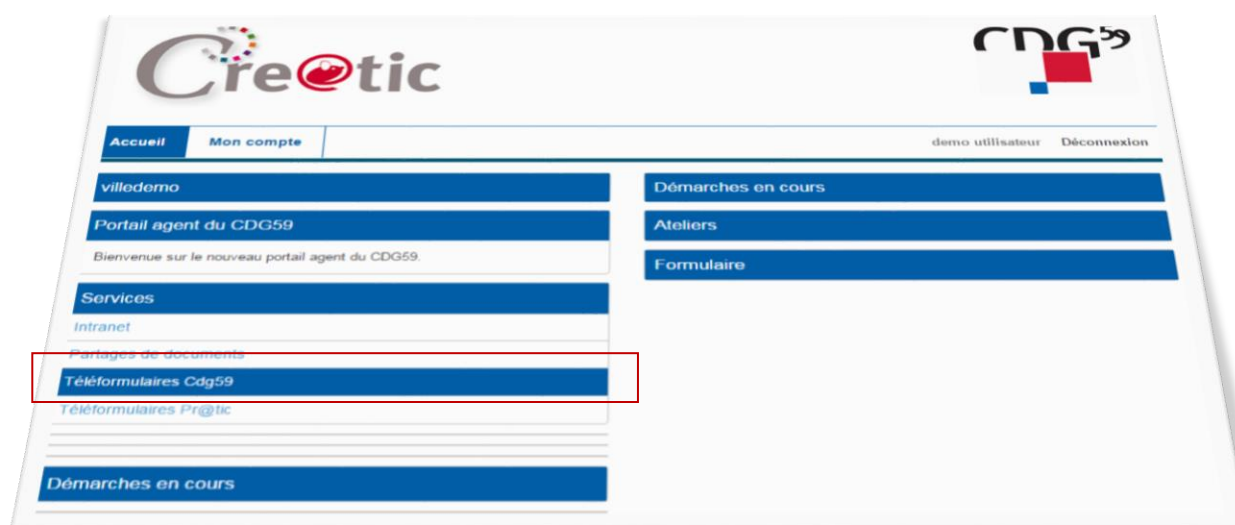 Cre@tic
CDG59
Accueil Mon compte demo utilisateur Déconnexion
villedemo
Portail agent du CDG59
Bienvenue sur le nouveau portail agent du CDG59.
Services
Intranet
Partages de documents
Téléformulaires Cdg59
Téléformulaires Pr@tic
Démarches en cours
Démarches en cours
Ateliers
Formulaire